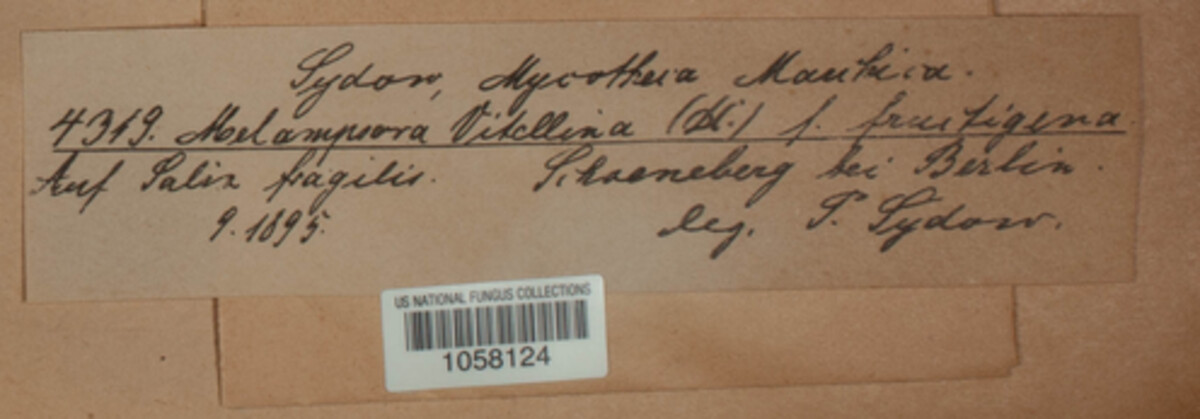 Sydow, Mycotheca Marchica.
4319. Melampsora Vitellina (DC.) f. fructigena.
Auf Salix fragilis. Schoeneberg bei Berlin.
9. 1895. leg. P. Sydow.
US NATIONAL FUNGUS COLLECTIONS
1058124